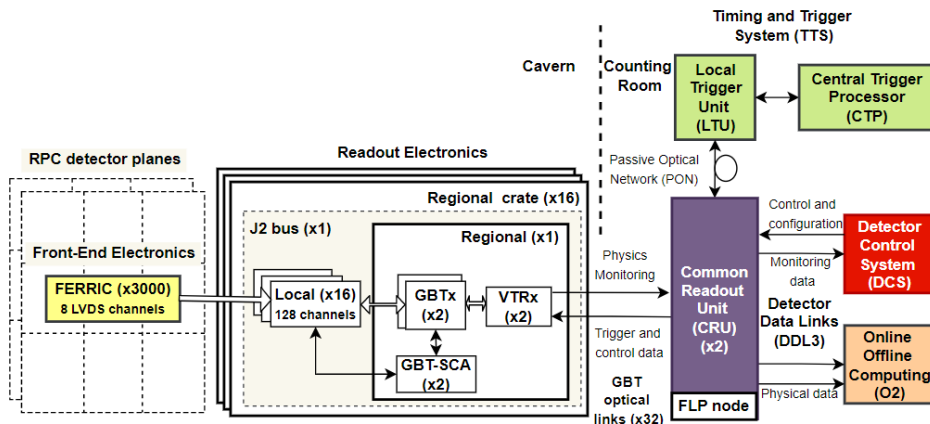 Timing and Trigger
System (TTS)
Cavern
Counting
Room
Local
Trigger
Unit
(LTU)
Central Trigger
Processor
(CTP)
RPC detector planes
Readout Electronics
Passive Optical
Network (PON)
Regional crate (x16)
J2 bus (x1)
Regional (x1)
Front-End Electronics
FERRIC (x3000)
8 LVDS channels
Local (x16)
128 channels
GBTx
(x2)
VTRx
(x2)
GBT-SCA
(x2)
Physics
Monitoring
Trigger and
control data
GBT
optical
links (x32)
Common
Readout
Unit
(CRU)
(x2)
FLP node
Control and
configuration
Monitoring
data
Detector
Control
System
(DCS)
Detector
Data Links
(DDL3)
Physical data
Online
Offline
Computing
(O2)